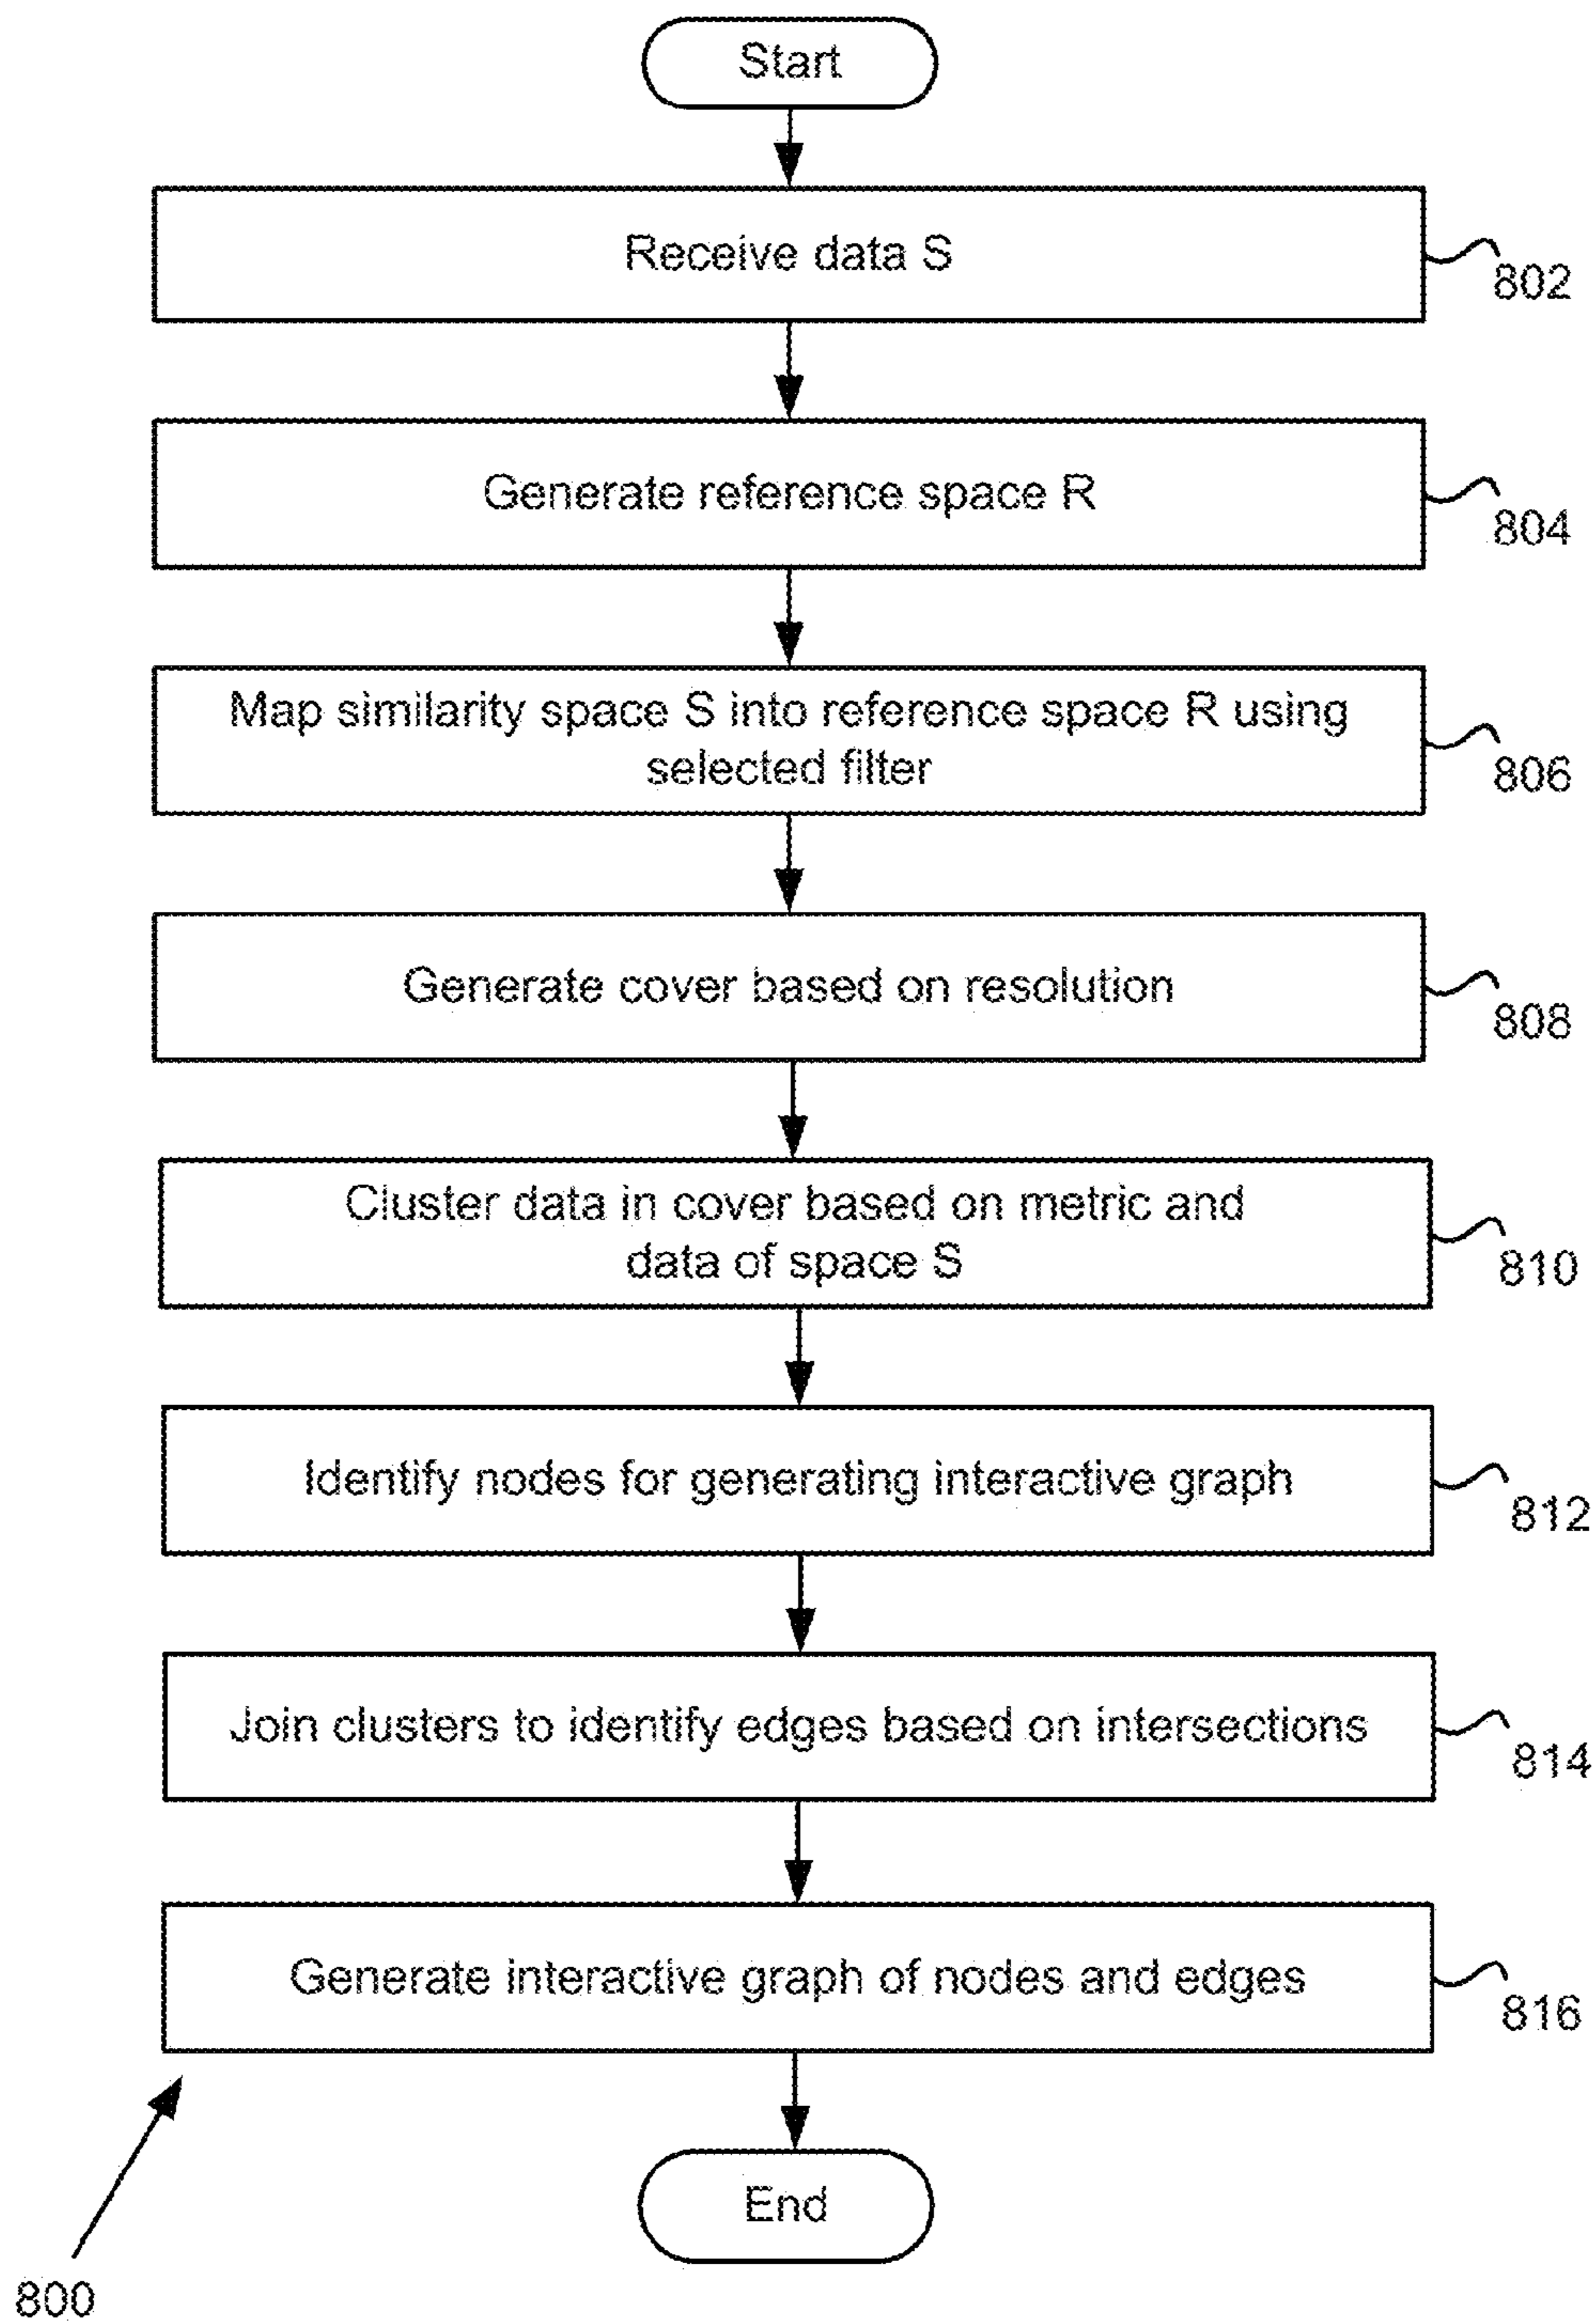 Start
Receive data S
802
Generate reference space R
804
Map similarity space S into reference space R using
selected filter
806
Generate cover based on resolution
808
Cluster data in cover based on metric and
data of space S
810
Identify nodes for generating interactive graph
812
Join clusters to identify edges based on intersections
814
Generate interactive graph of nodes and edges
816
End
800